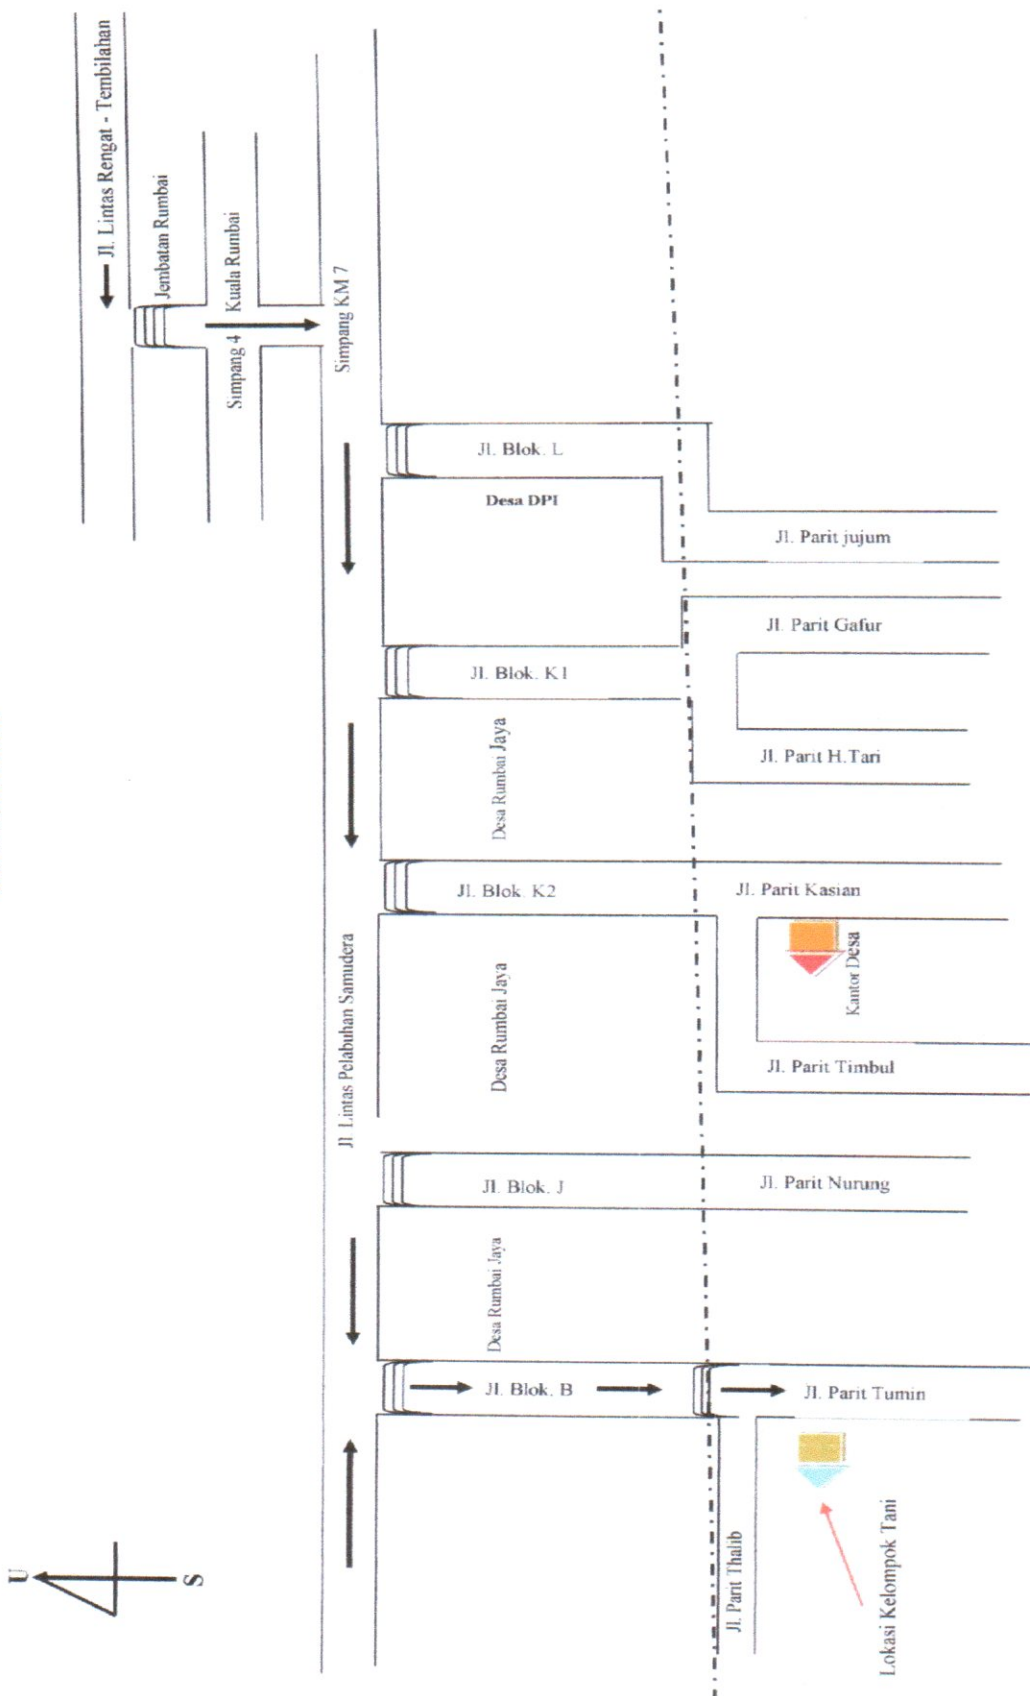 Jl. Lintas Rengat - Tembilahan
Jembatan Rumbai
Simpang 4
Kuala Rumbai
Simpang KM 7
Jl. Lintas Pelabuhan Samudera
Jl. Blok. L
Desa DPI
Jl. Parit jujum
Jl. Parit Gafur
Jl. Blok. K1
Jl. Parit H.Tari
Desa Rumbai Jaya
Jl. Blok. K2
Jl. Parit Kasian
Kantor Desa
Desa Rumbai Jaya
Jl. Parit Timbul
Jl. Blok. J
Jl. Parit Nurung
Desa Rumbai Jaya
Jl. Blok. B
Jl. Parit Tumin
Jl. Parit Thalib
Lokasi Kelompok Tani
U
S